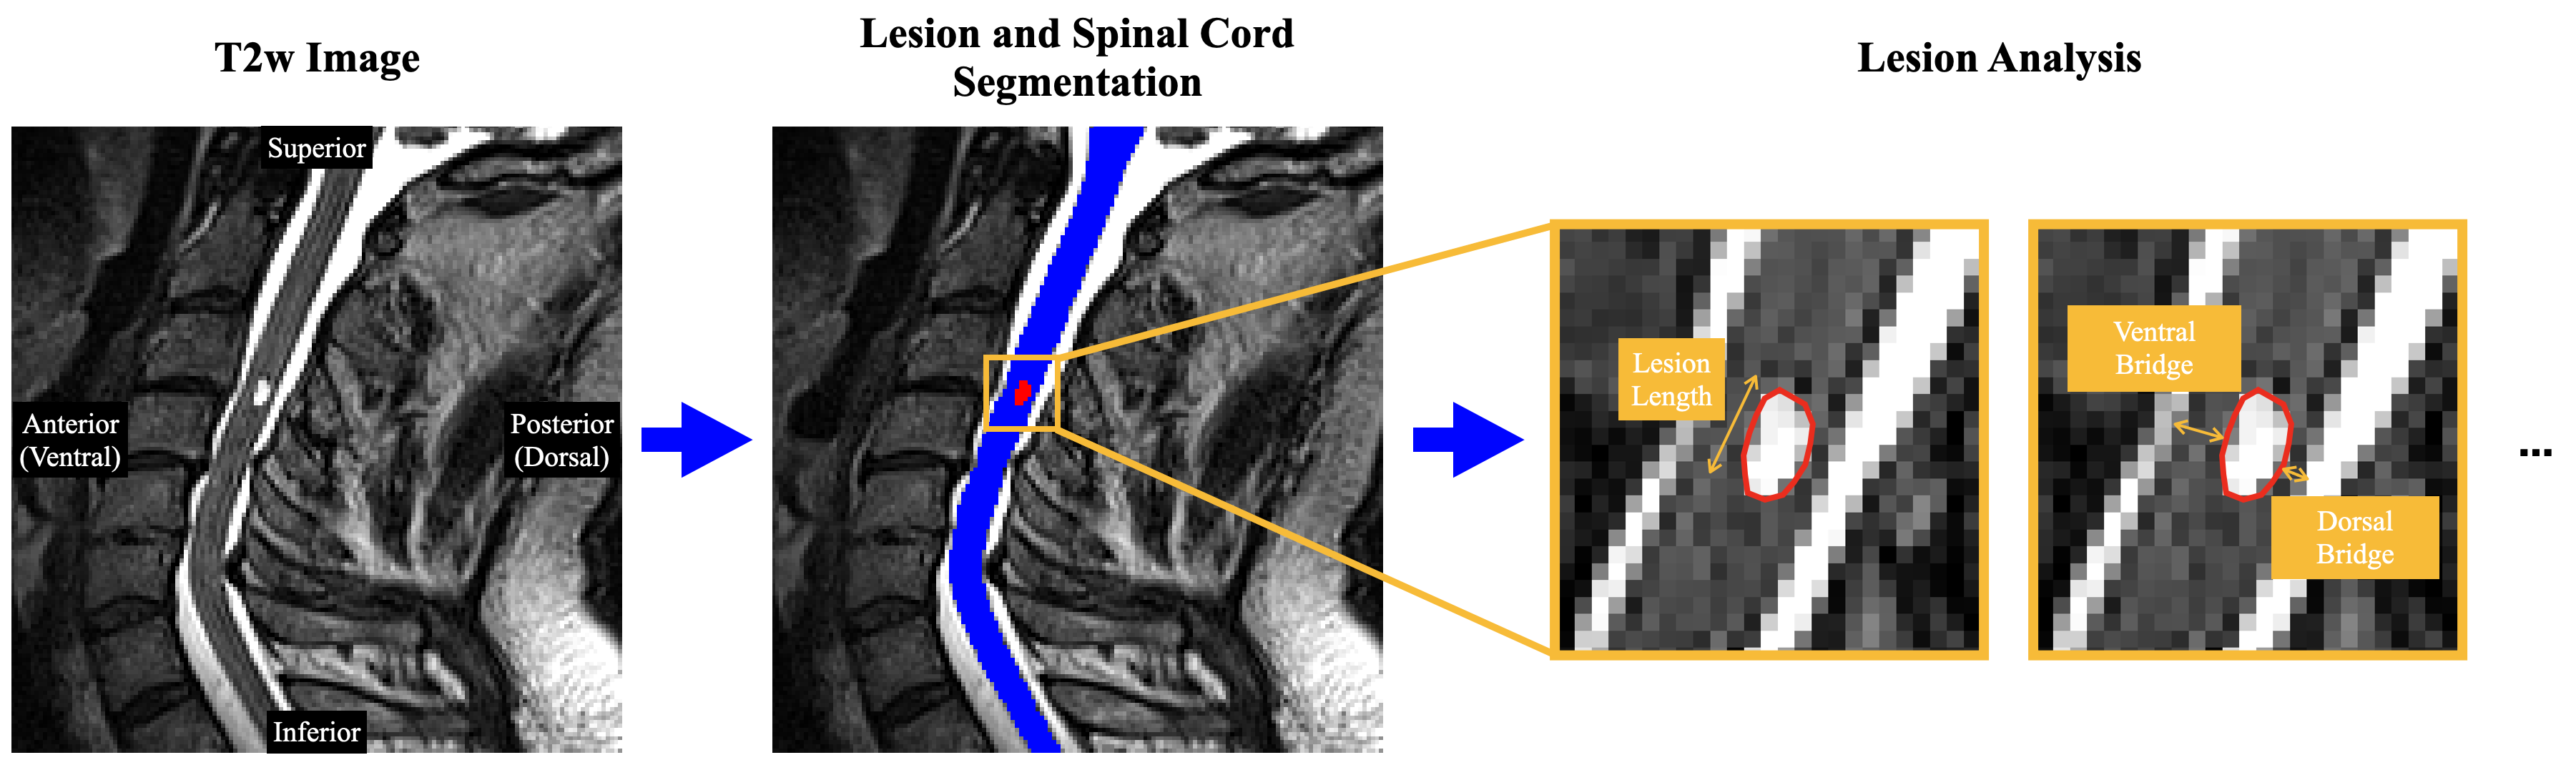 T2w Image
Superior
Anterior
(Ventral)
Posterior
(Dorsal)
Inferior
Lesion and Spinal Cord
Segmentation
Lesion Analysis
Lesion
Length
Ventral
Bridge
Dorsal
Bridge
...